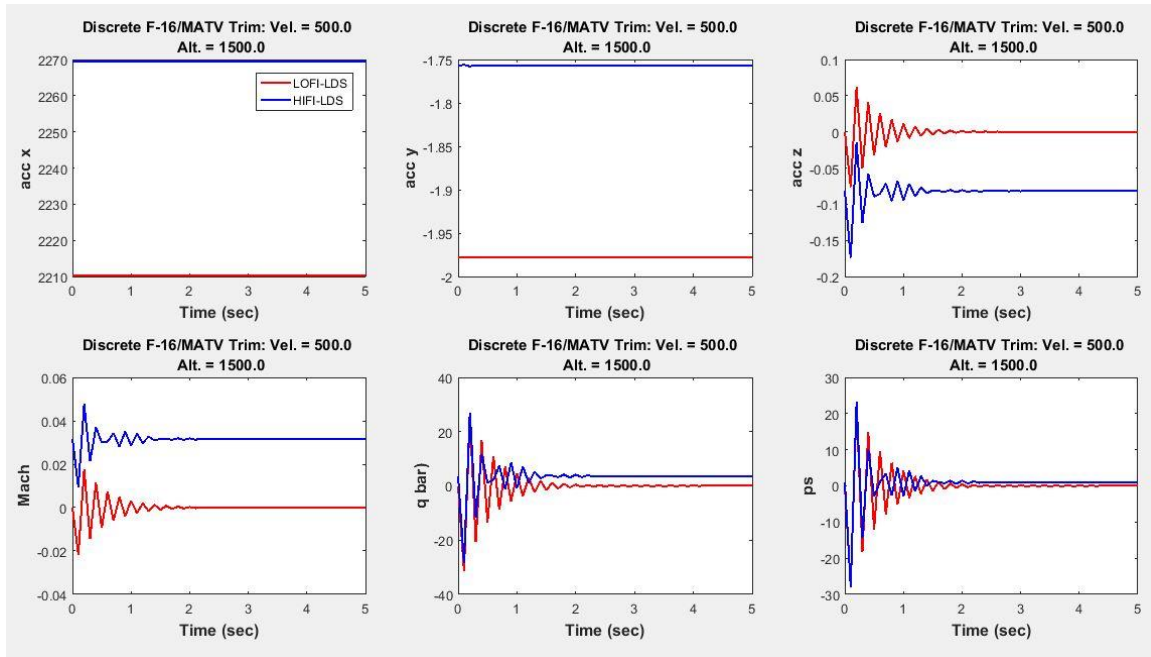 Discrete F-16/MATV Trim: Vel. = 500.0
Alt. = 1500.0
2270
2260
2250
2240
2230
2220
2210
acc x
LOFI-LDS
HIFI-LDS
0 1 2 3 4 5
Time (sec)
Discrete F-16/MATV Trim: Vel. = 500.0
Alt. = 1500.0
-1.75
-1.8
-1.85
-1.9
-1.95
-2
acc y
0 1 2 3 4 5
Time (sec)
Discrete F-16/MATV Trim: Vel. = 500.0
Alt. = 1500.0
0.1
0.05
0
-0.05
-0.1
-0.15
-0.2
acc z
0 1 2 3 4 5
Time (sec)
Discrete F-16/MATV Trim: Vel. = 500.0
Alt. = 1500.0
0.06
0.04
0.02
0
-0.02
-0.04
Mach
0 1 2 3 4 5
Time (sec)
Discrete F-16/MATV Trim: Vel. = 500.0
Alt. = 1500.0
40
20
0
-20
-40
q bar)
0 1 2 3 4 5
Time (sec)
Discrete F-16/MATV Trim: Vel. = 500.0
Alt. = 1500.0
30
20
10
0
-10
-20
-30
ps
0 1 2 3 4 5
Time (sec)